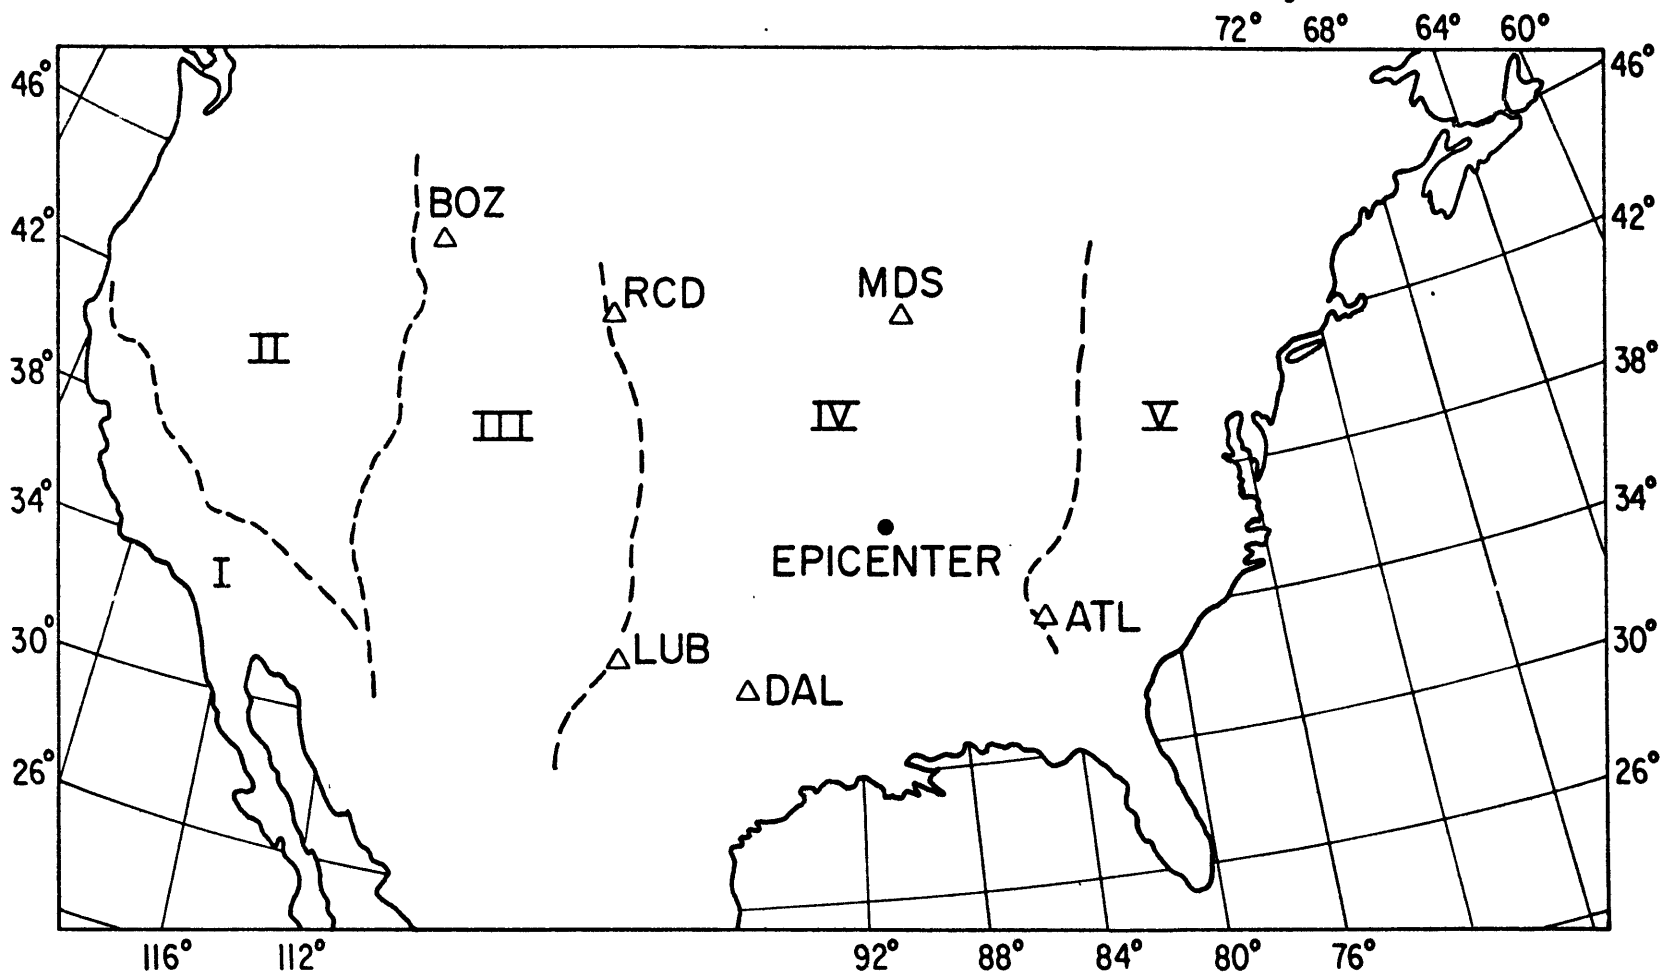 72° 68° 64° 60°
46° 46°
BOZ
42° 42°
RCD MDS
II
38° 38°
III IV V
34° 34°
EPICENTER
I
ATL
30° LUB 30°
DAL
26° 26°
116° 112° 92° 88° 84° 80° 76°